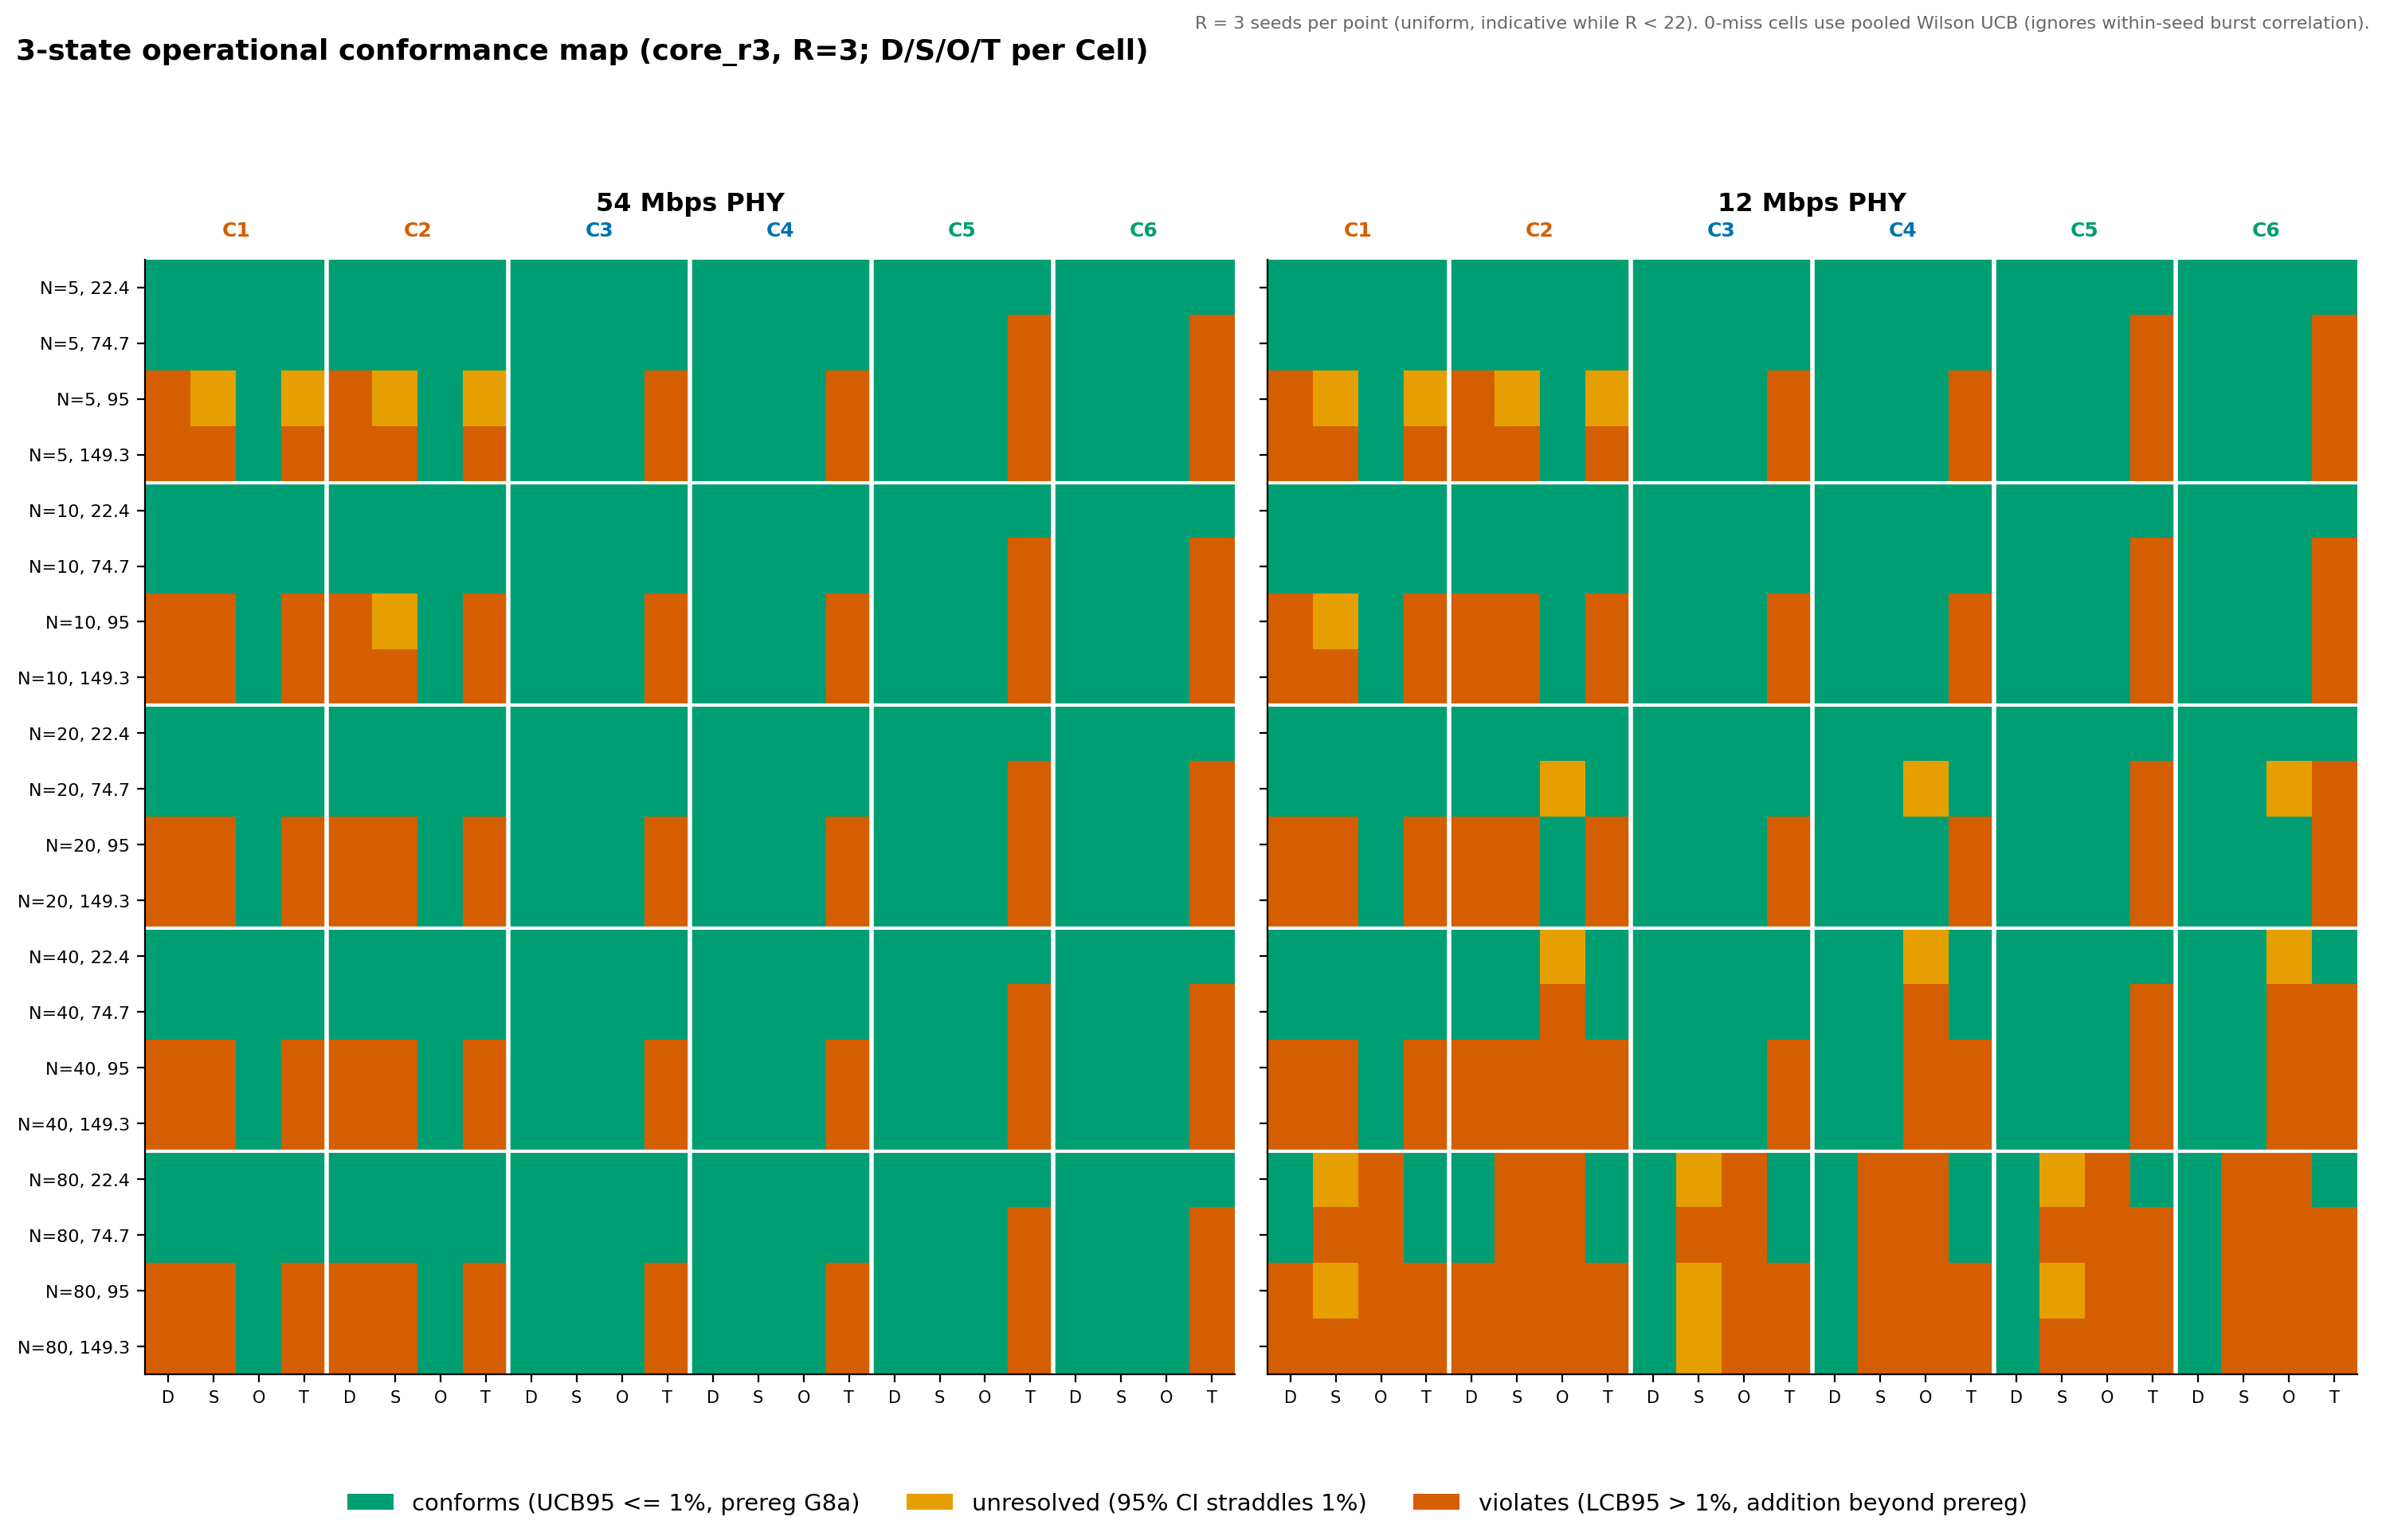 R = 3 seeds per point (uniform, indicative while R < 22). 0-miss cells use pooled Wilson UCB (ignores within-seed burst correlation).
3-state operational conformance map (core_r3, R=3; D/S/O/T per Cell)
54 Mbps PHY
12 Mbps PHY
C1 C2 C3 C4 C5 C6
C1 C2 C3 C4 C5 C6
N=5, 22.4
N=5, 74.7
N=5, 95
N=5, 149.3
N=10, 22.4
N=10, 74.7
N=10, 95
N=10, 149.3
N=20, 22.4
N=20, 74.7
N=20, 95
N=20, 149.3
N=40, 22.4
N=40, 74.7
N=40, 95
N=40, 149.3
N=80, 22.4
N=80, 74.7
N=80, 95
N=80, 149.3
D S O T D S O T D S O T D S O T D S O T D S O T
D S O T D S O T D S O T D S O T D S O T D S O T
conforms (UCB95 <= 1%, prereg G8a)
unresolved (95% CI straddles 1%)
violates (LCB95 > 1%, addition beyond prereg)